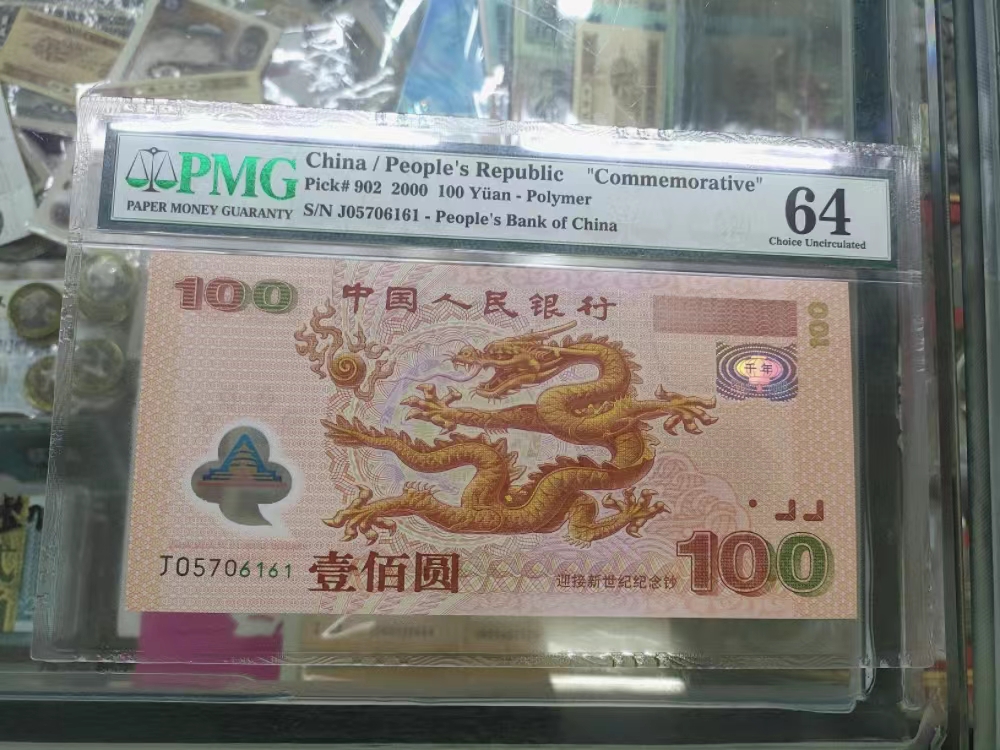 PMG
PAPER MONEY GUARANTY
China / People's Republic "Commemorative"
Pick# 902 2000 100 Yüan - Polymer
S/N J05706161 - People's Bank of China
64
Choice Uncirculated
100
中国人民银行
100
千年
J05706161
壹佰圆
迎接新世纪纪念钞
100